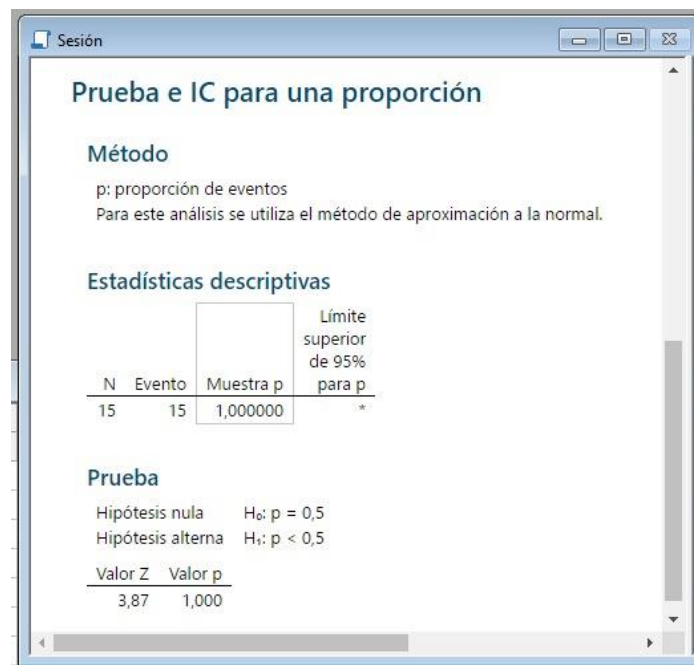 Sesión
Prueba e IC para una proporción
Método
p: proporción de eventos
Para este análisis se utiliza el método de aproximación a la normal.
Estadísticas descriptivas
Límite
superior
de 95%
N Evento Muestra p para p
15 15 1,000000 *
Prueba
Hipótesis nula H₀: p = 0,5
Hipótesis alterna H₁: p < 0,5
Valor Z Valor p
3,87 1,000